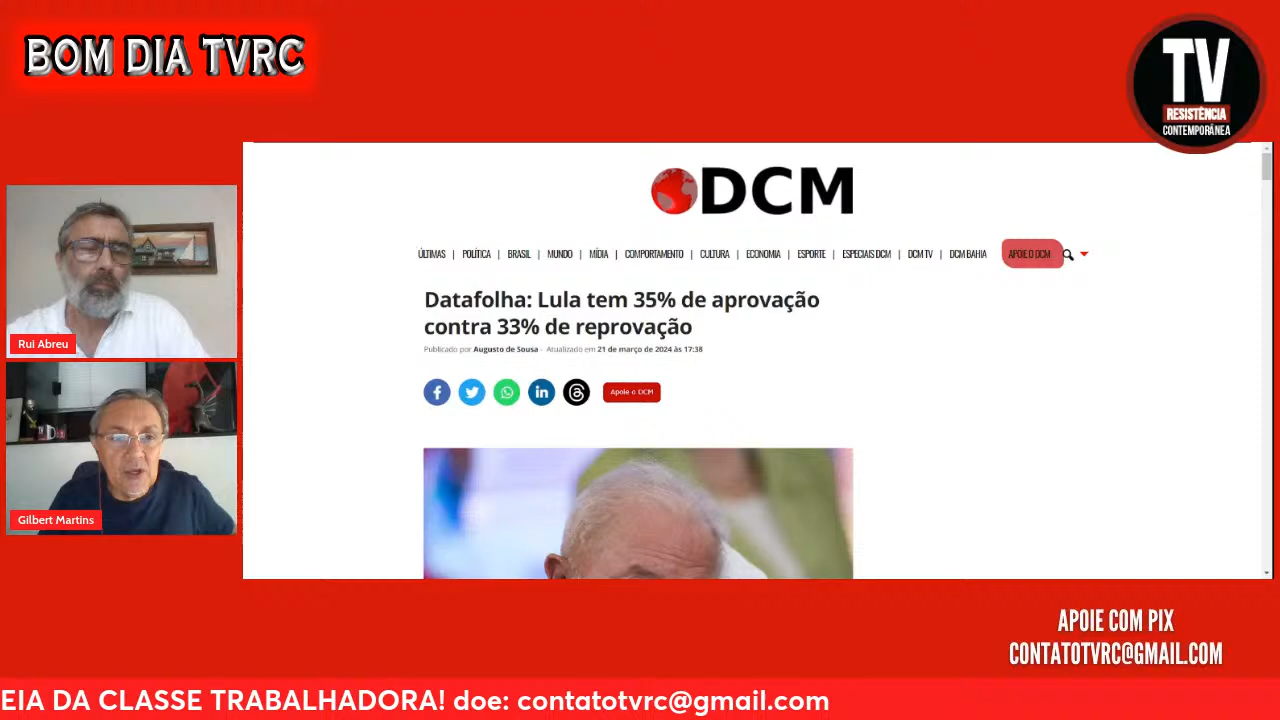 BOM DIA TVRC
TV
RESISTÊNCIA
CONTEMPORÂNEA
DCM
ÚLTIMAS | POLÍTICA | BRASIL | MUNDO | MÍDIA | COMPORTAMENTO | CULTURA | ECONOMIA | ESPORTE | ESPECIAIS DCM | DCM TV | DCM BAHIA APOIE O DCM
Datafolha: Lula tem 35% de aprovação
contra 33% de reprovação
Publicado por Augusto de Sousa - Atualizado em 21 de março de 2024 às 17:38
Apoie o DCM
Rui Abreu
Gilbert Martins
APOIE COM PIX
CONTATOTVRC@GMAIL.COM
EIA DA CLASSE TRABALHADORA! doe: contatotvrc@gmail.com